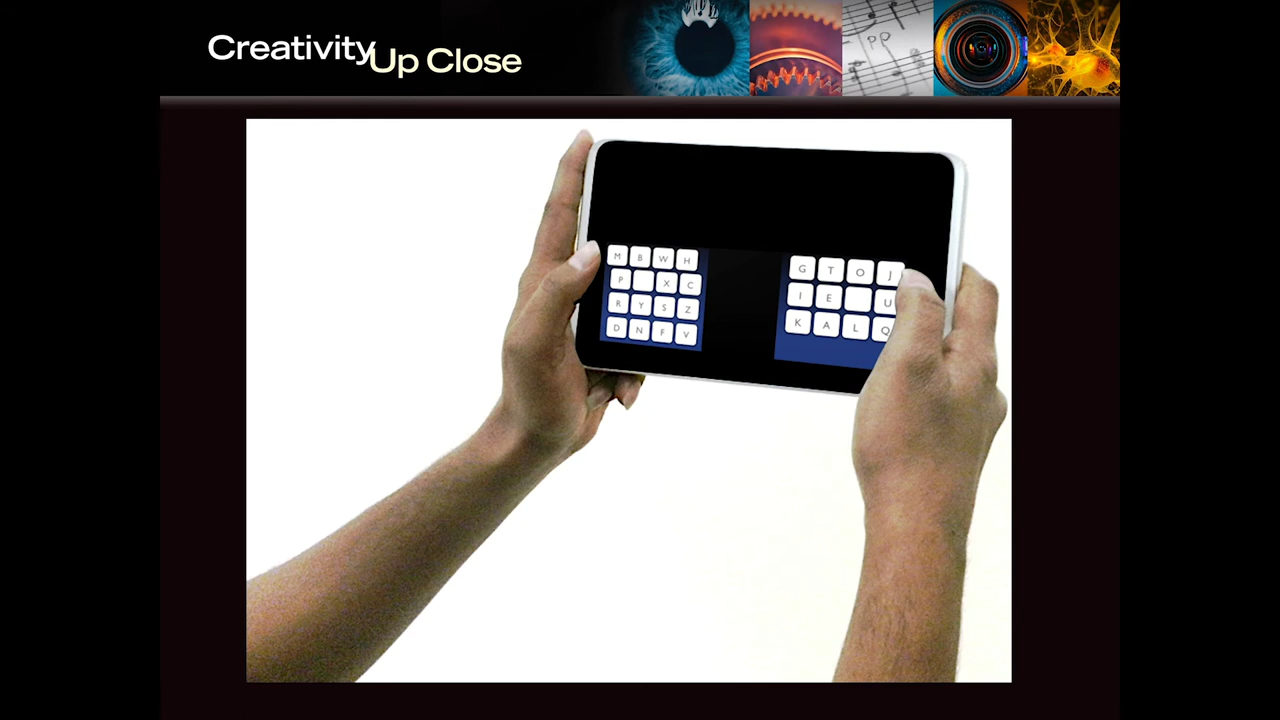 Creativity Up Close
M B W H
P X C
R Y S Z
D N F V
G T O J
I E U
K A L Q